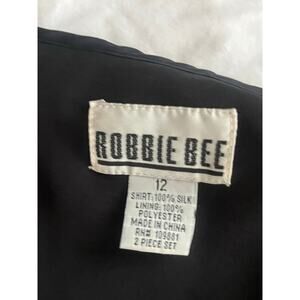 ROBBIE BEE
12
SHIRT:100% SILK
LINING:100%
POLYESTER
MADE IN CHINA
RN# 109881
2 PIECE SET